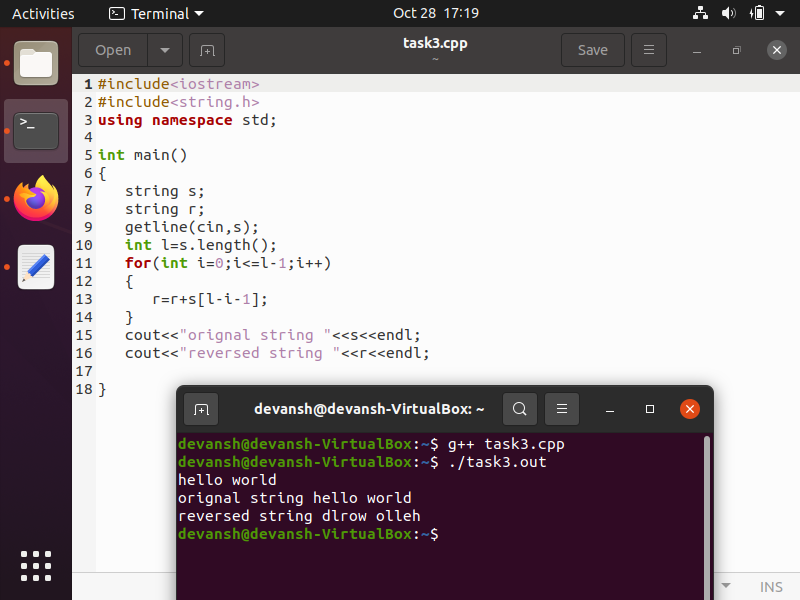 Activities Terminal Oct 28 17:19
Open task3.cpp Save
~
1 #include<iostream>
2 #include<string.h>
3 using namespace std;
4
5 int main()
6 {
7 string s;
8 string r;
9 getline(cin,s);
10 int l=s.length();
11 for(int i=0;i<=l-1;i++)
12 {
13 r=r+s[l-i-1];
14 }
15 cout<<"orignal string "<<s<<endl;
16 cout<<"reversed string "<<r<<endl;
17
18 }
devansh@devansh-VirtualBox: ~
devansh@devansh-VirtualBox:~$ g++ task3.cpp
devansh@devansh-VirtualBox:~$ ./task3.out
hello world
orignal string hello world
reversed string dlrow olleh
devansh@devansh-VirtualBox:~$
INS